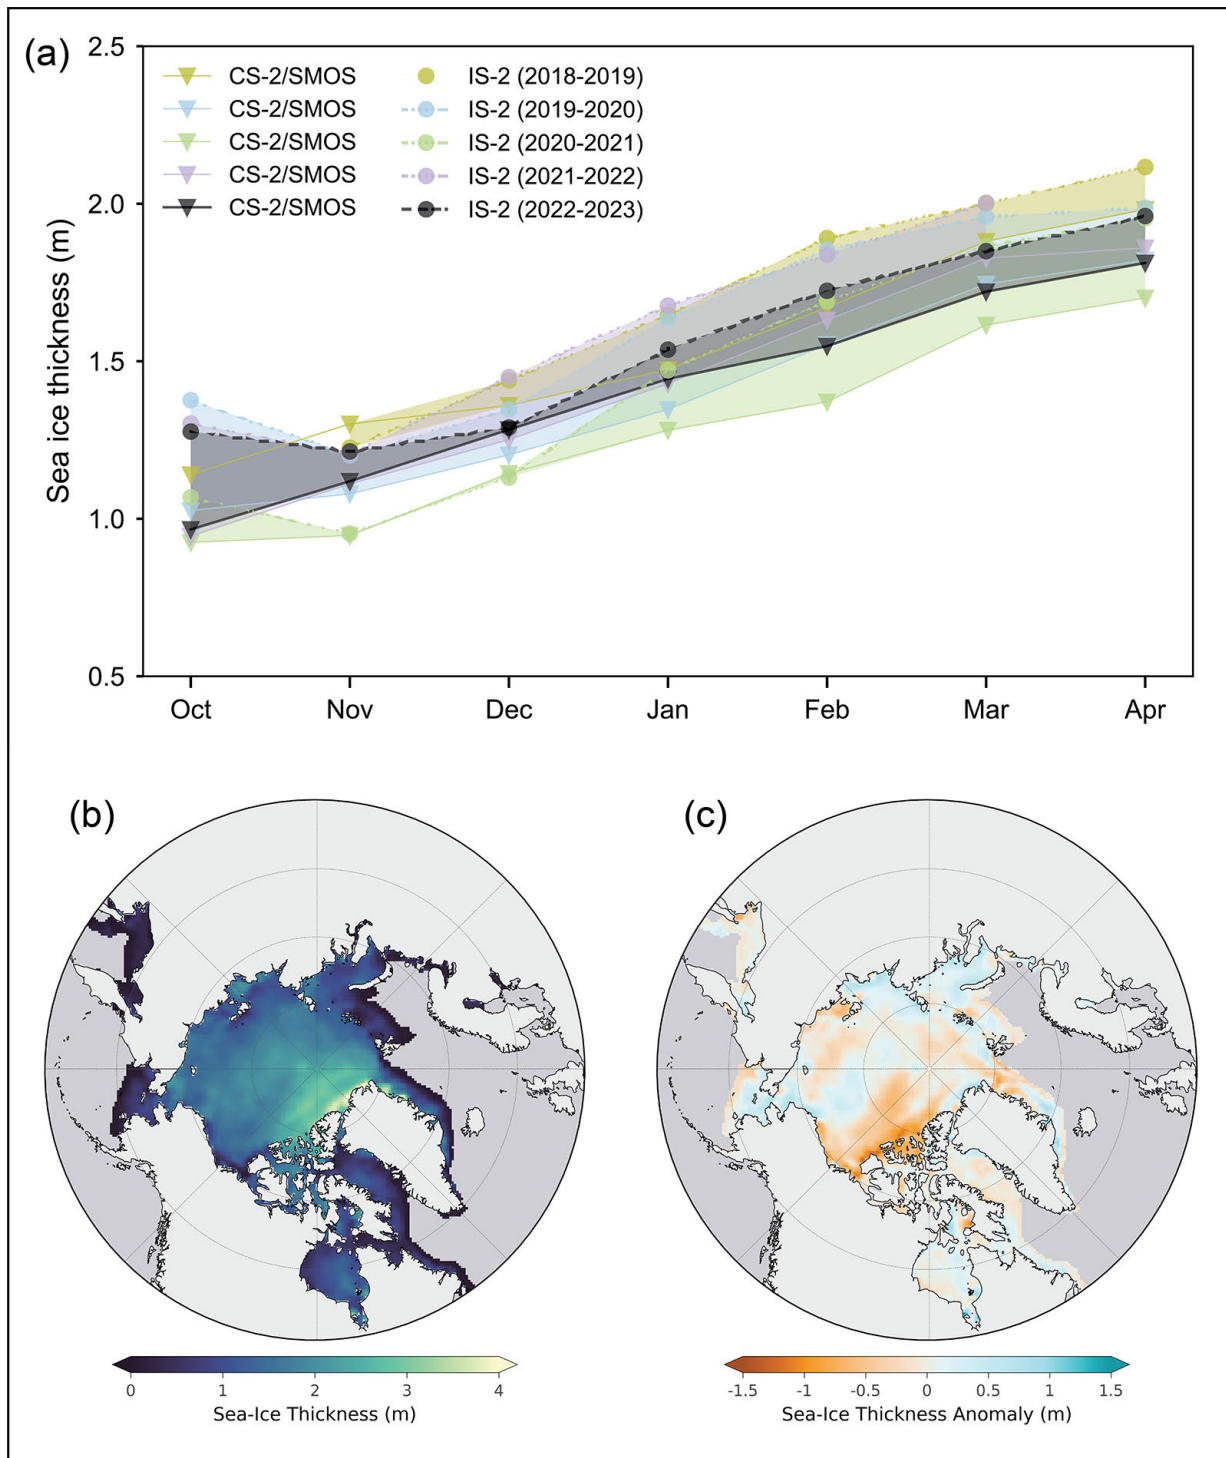 (a)
2.5
2.0
1.5
1.0
0.5
Sea ice thickness (m)
CS-2/SMOS IS-2 (2018-2019)
CS-2/SMOS IS-2 (2019-2020)
CS-2/SMOS IS-2 (2020-2021)
CS-2/SMOS IS-2 (2021-2022)
CS-2/SMOS IS-2 (2022-2023)
Oct Nov Dec Jan Feb Mar Apr
(b)
0 1 2 3 4
Sea-Ice Thickness (m)
(c)
-1.5 -1 -0.5 0 0.5 1 1.5
Sea-Ice Thickness Anomaly (m)